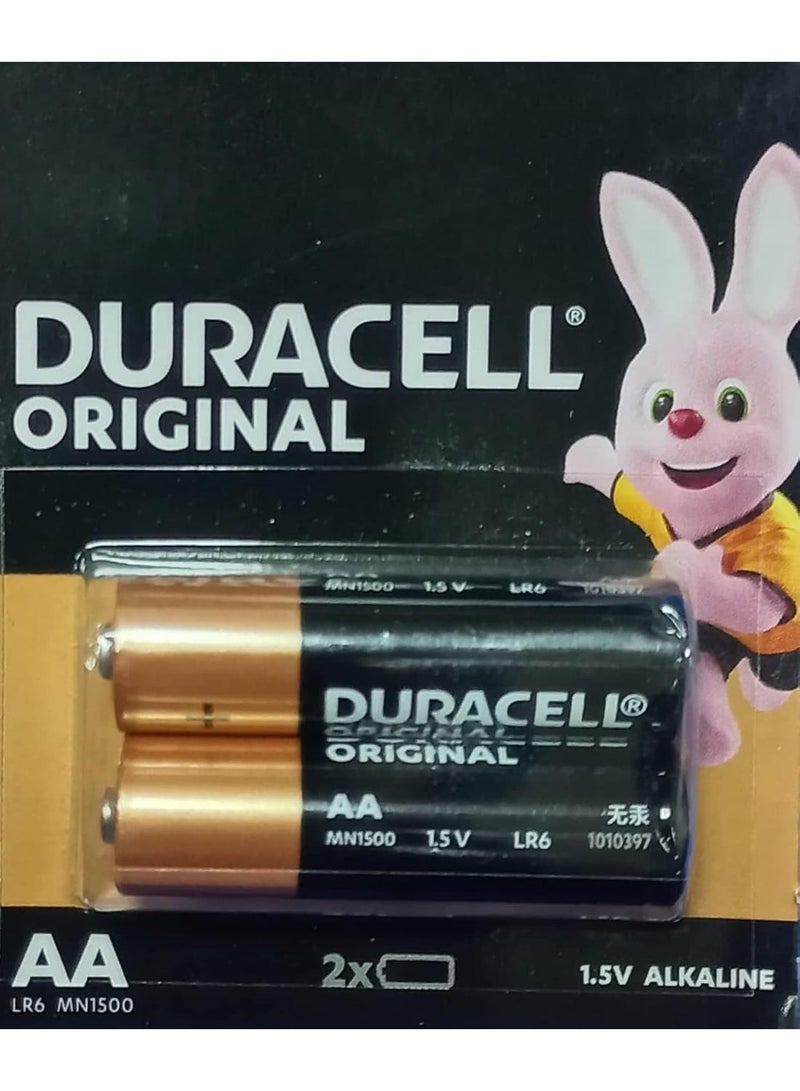 DURACELL®
ORIGINAL
MN1500 1.5 V LR6 1010397
DURACELL®
ORIGINAL
ORIGINAL
AA 无汞
MN1500 1.5 V LR6 1010397
AA 2x 1.5V ALKALINE
LR6 MN1500